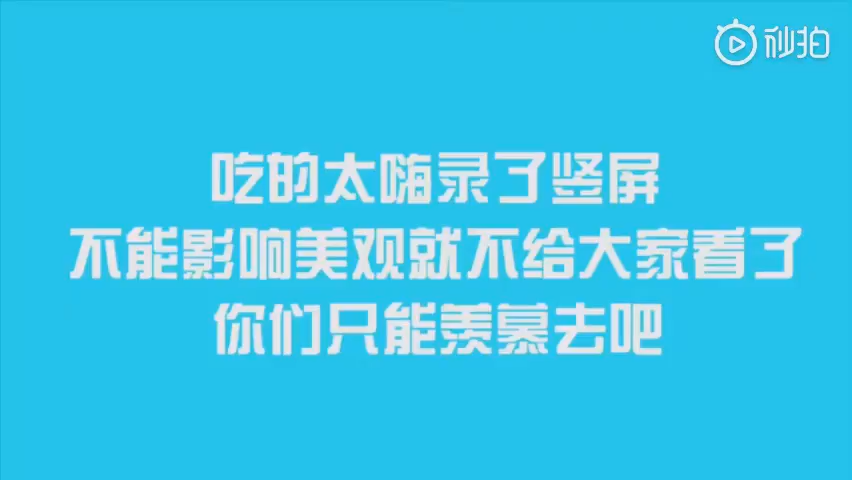 秒拍
吃的太嗨录了竖屏
不能影响美观就不给大家看了
你们只能羡慕去吧